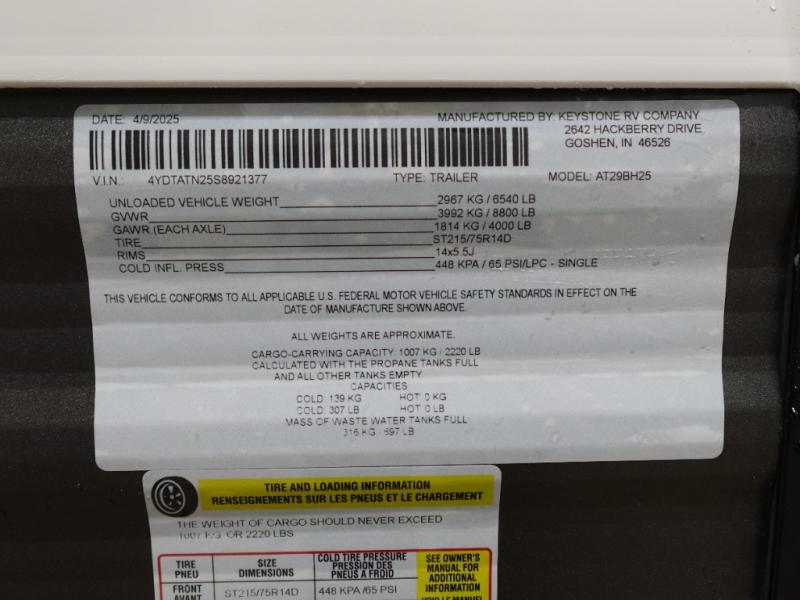 DATE: 4/9/2025 MANUFACTURED BY: KEYSTONE RV COMPANY
2642 HACKBERRY DRIVE
GOSHEN, IN 46526
V.I.N.: 4YDTATN25S8921377 TYPE: TRAILER MODEL: AT29BH25
UNLOADED VEHICLE WEIGHT 2967 KG / 6540 LB
GVWR 3992 KG / 8800 LB
GAWR (EACH AXLE) 1814 KG / 4000 LB
TIRE ST215/75R14D
RIMS 14x5.5J
COLD INFL. PRESS 448 KPA / 65 PSI/LPC - SINGLE
THIS VEHICLE CONFORMS TO ALL APPLICABLE U.S. FEDERAL MOTOR VEHICLE SAFETY STANDARDS IN EFFECT ON THE
DATE OF MANUFACTURE SHOWN ABOVE.
ALL WEIGHTS ARE APPROXIMATE.
CARGO-CARRYING CAPACITY: 1007 KG / 2220 LB
CALCULATED WITH THE PROPANE TANKS FULL
AND ALL OTHER TANKS EMPTY
CAPACITIES
COLD: 139 KG HOT: 0 KG
COLD: 307 LB HOT: 0 LB
MASS OF WASTE WATER TANKS FULL
316 KG / 697 LB
TIRE AND LOADING INFORMATION
RENSEIGNEMENTS SUR LES PNEUS ET LE CHARGEMENT
THE WEIGHT OF CARGO SHOULD NEVER EXCEED
1007 KG OR 2220 LBS
TIRE
PNEU
SIZE
DIMENSIONS
COLD TIRE PRESSURE
PRESSION DES
PNEUS A FROID
SEE OWNER'S
MANUAL FOR
ADDITIONAL
INFORMATION
FRONT
AVANT
ST215/75R14D
448 KPA /65 PSI
VOIR LE MANUEL